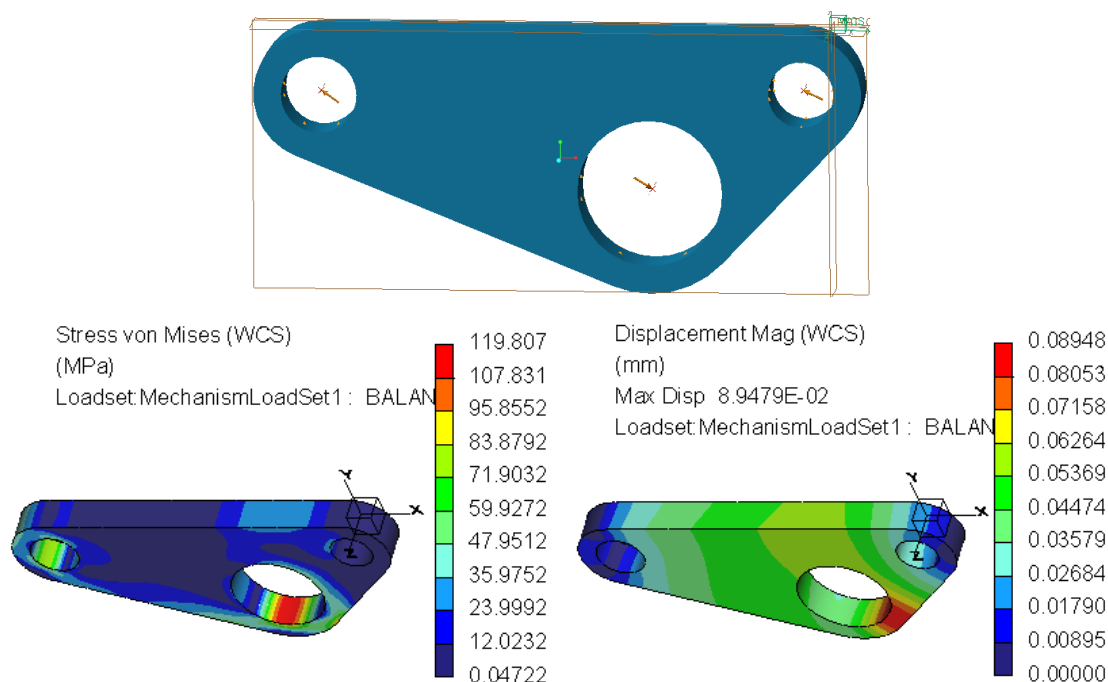 Stress von Mises (WCS)
(MPa)
Loadset:MechanismLoadSet1 : BALAN
119.807
107.831
95.8552
83.8792
71.9032
59.9272
47.9512
35.9752
23.9992
12.0232
0.04722
Y
X
Z
Displacement Mag (WCS)
(mm)
Max Disp 8.9479E-02
Loadset:MechanismLoadSet1 : BALAN
0.08948
0.08053
0.07158
0.06264
0.05369
0.04474
0.03579
0.02684
0.01790
0.00895
0.00000
Y
X
Z